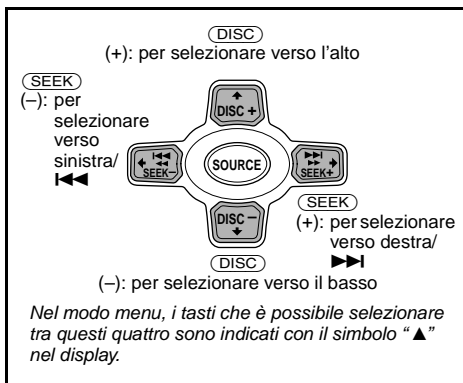 DISC
(+): per selezionare verso l'alto
SEEK
(–): per
selezionare
verso
sinistra/
⏮
DISC +
SEEK–
SOURCE
SEEK+
DISC –
SEEK
(+): per selezionare
verso destra/
⏭
DISC
(–): per selezionare verso il basso
Nel modo menu, i tasti che è possibile selezionare
tra questi quattro sono indicati con il simbolo “▲”
nel display.